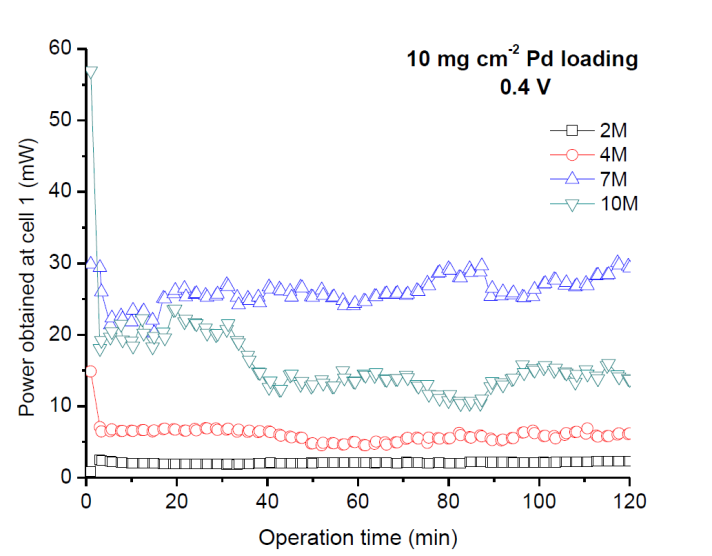 10 mg cm⁻² Pd loading
0.4 V
2M
4M
7M
10M
Power obtained at cell 1 (mW)
60
50
40
30
20
10
0
0 20 40 60 80 100 120
Operation time (min)